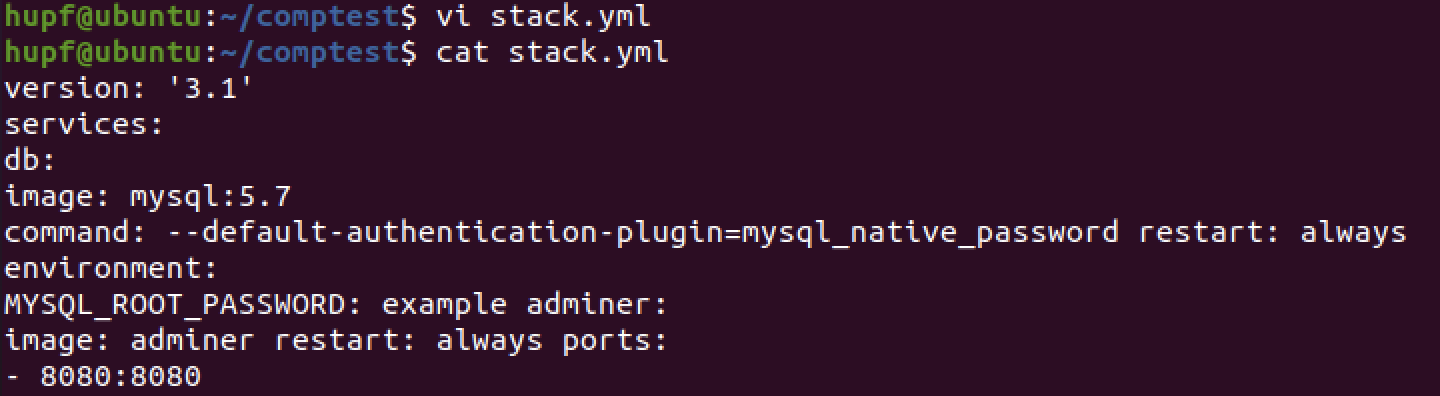 hupf@ubuntu:~/comptest$ vi stack.yml
hupf@ubuntu:~/comptest$ cat stack.yml
version: '3.1'
services:
db:
image: mysql:5.7
command: --default-authentication-plugin=mysql_native_password restart: always
environment:
MYSQL_ROOT_PASSWORD: example adminer:
image: adminer restart: always ports:
- 8080:8080